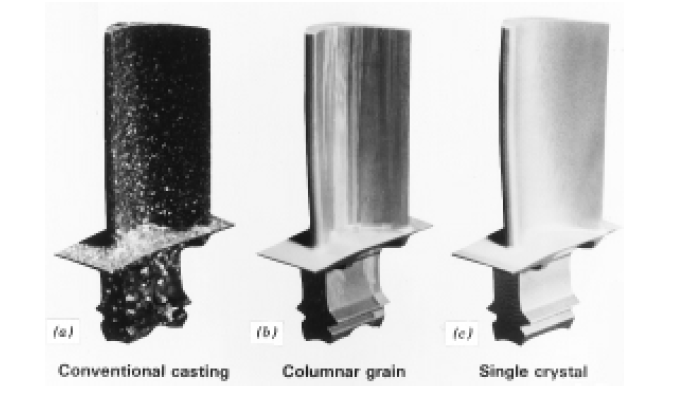 (a)
(b)
(c)
Conventional casting
Columnar grain
Single crystal